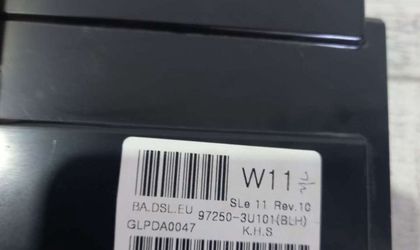 W11
SLe 11 Rev.10
BA.DSL.EU 97250-3U101(BLH)
GLPDA0047 K.H.S